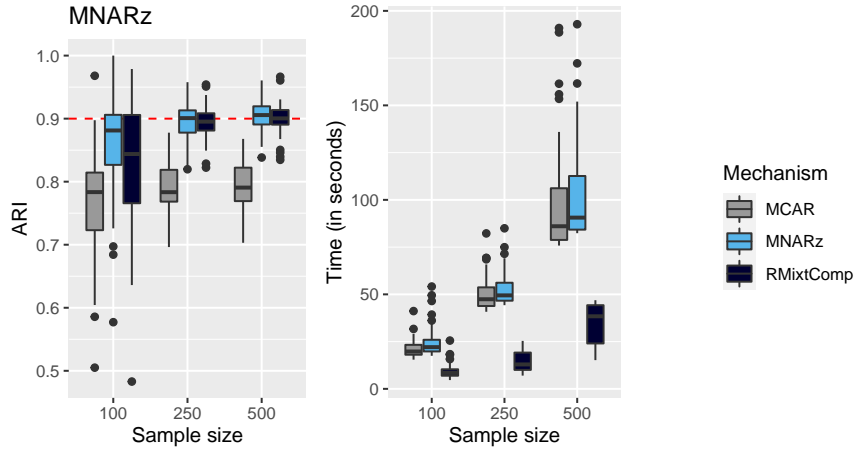 MNARz
1.0
0.9
0.8
0.7
0.6
0.5
ARI
100
250
500
Sample size
200
150
100
50
0
Time (in seconds)
100
250
500
Sample size
Mechanism
MCAR
MNARz
RMixtComp